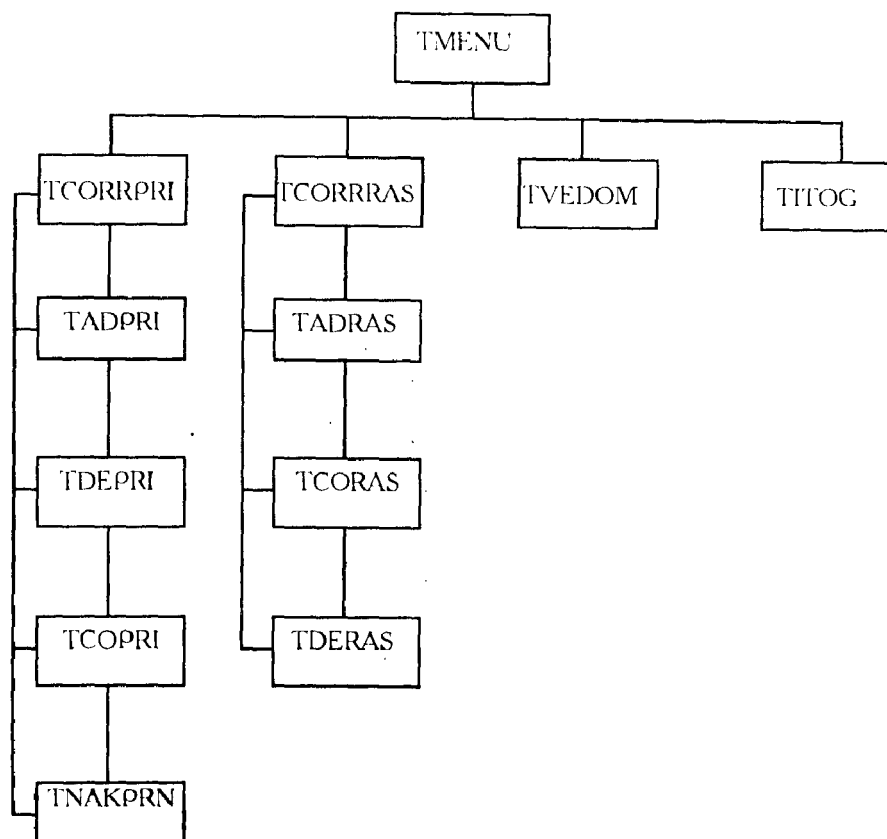 TMENU
TCORRPRI
TCORRRAS
TVEDOM
TITOG
TADPRI
TADRAS
TDEPRI
TCORAS
TCOPRI
TDERAS
TNAKPRN